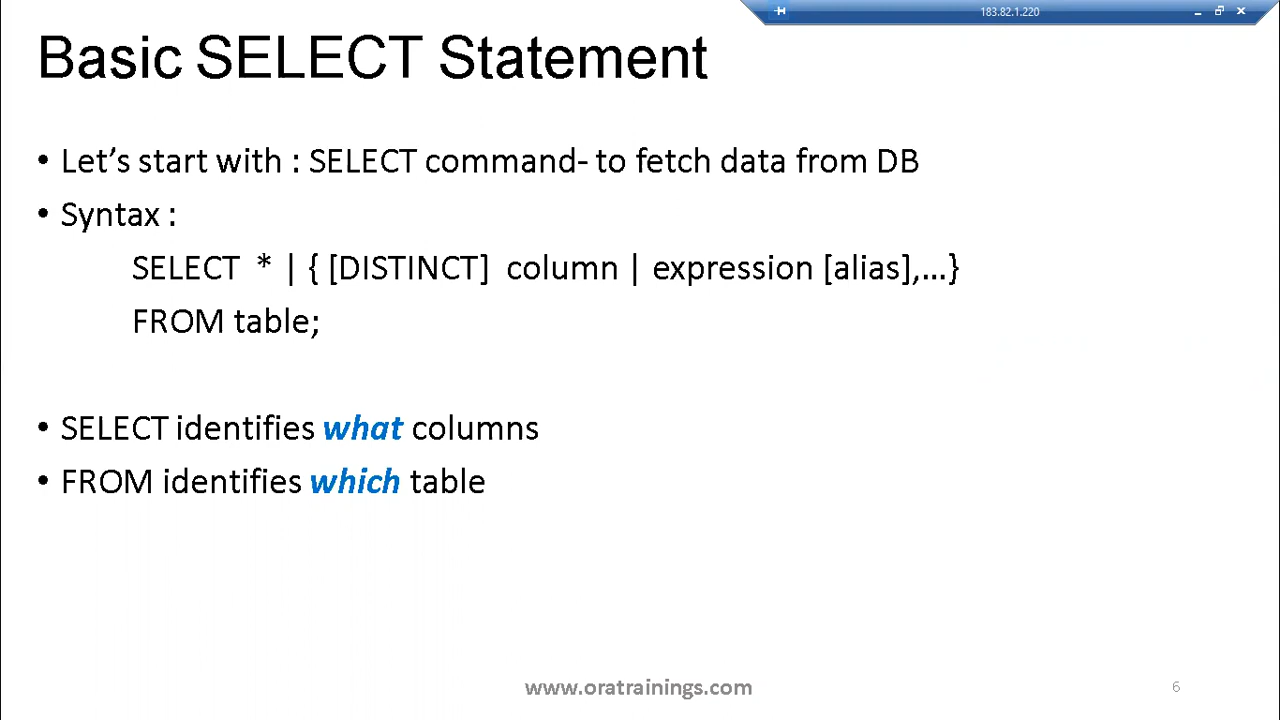 183.82.1.220
Basic SELECT Statement
• Let’s start with : SELECT command- to fetch data from DB
• Syntax :
SELECT * | { [DISTINCT] column | expression [alias],…}
FROM table;
• SELECT identifies what columns
• FROM identifies which table
www.oratrainings.com
6